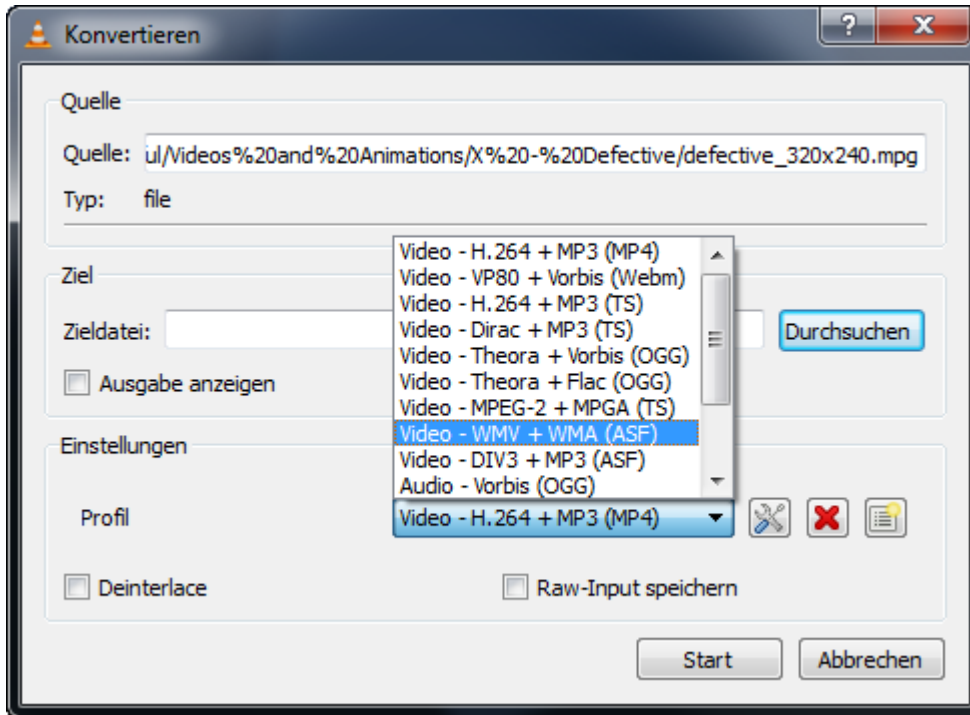 Konvertieren
Quelle
Quelle: ul/Videos%20and%20Animations/X%20-%20Defective/defective_320x240.mpg
Typ: file
Ziel
Zieldatei:
Durchsuchen
Ausgabe anzeigen
Video - H.264 + MP3 (MP4)
Video - VP80 + Vorbis (Webm)
Video - H.264 + MP3 (TS)
Video - Dirac + MP3 (TS)
Video - Theora + Vorbis (OGG)
Video - Theora + Flac (OGG)
Video - MPEG-2 + MPGA (TS)
Video - WMV + WMA (ASF)
Video - DIV3 + MP3 (ASF)
Audio - Vorbis (OGG)
Einstellungen
Profil
Video - H.264 + MP3 (MP4)
Deinterlace
Raw-Input speichern
Start
Abbrechen